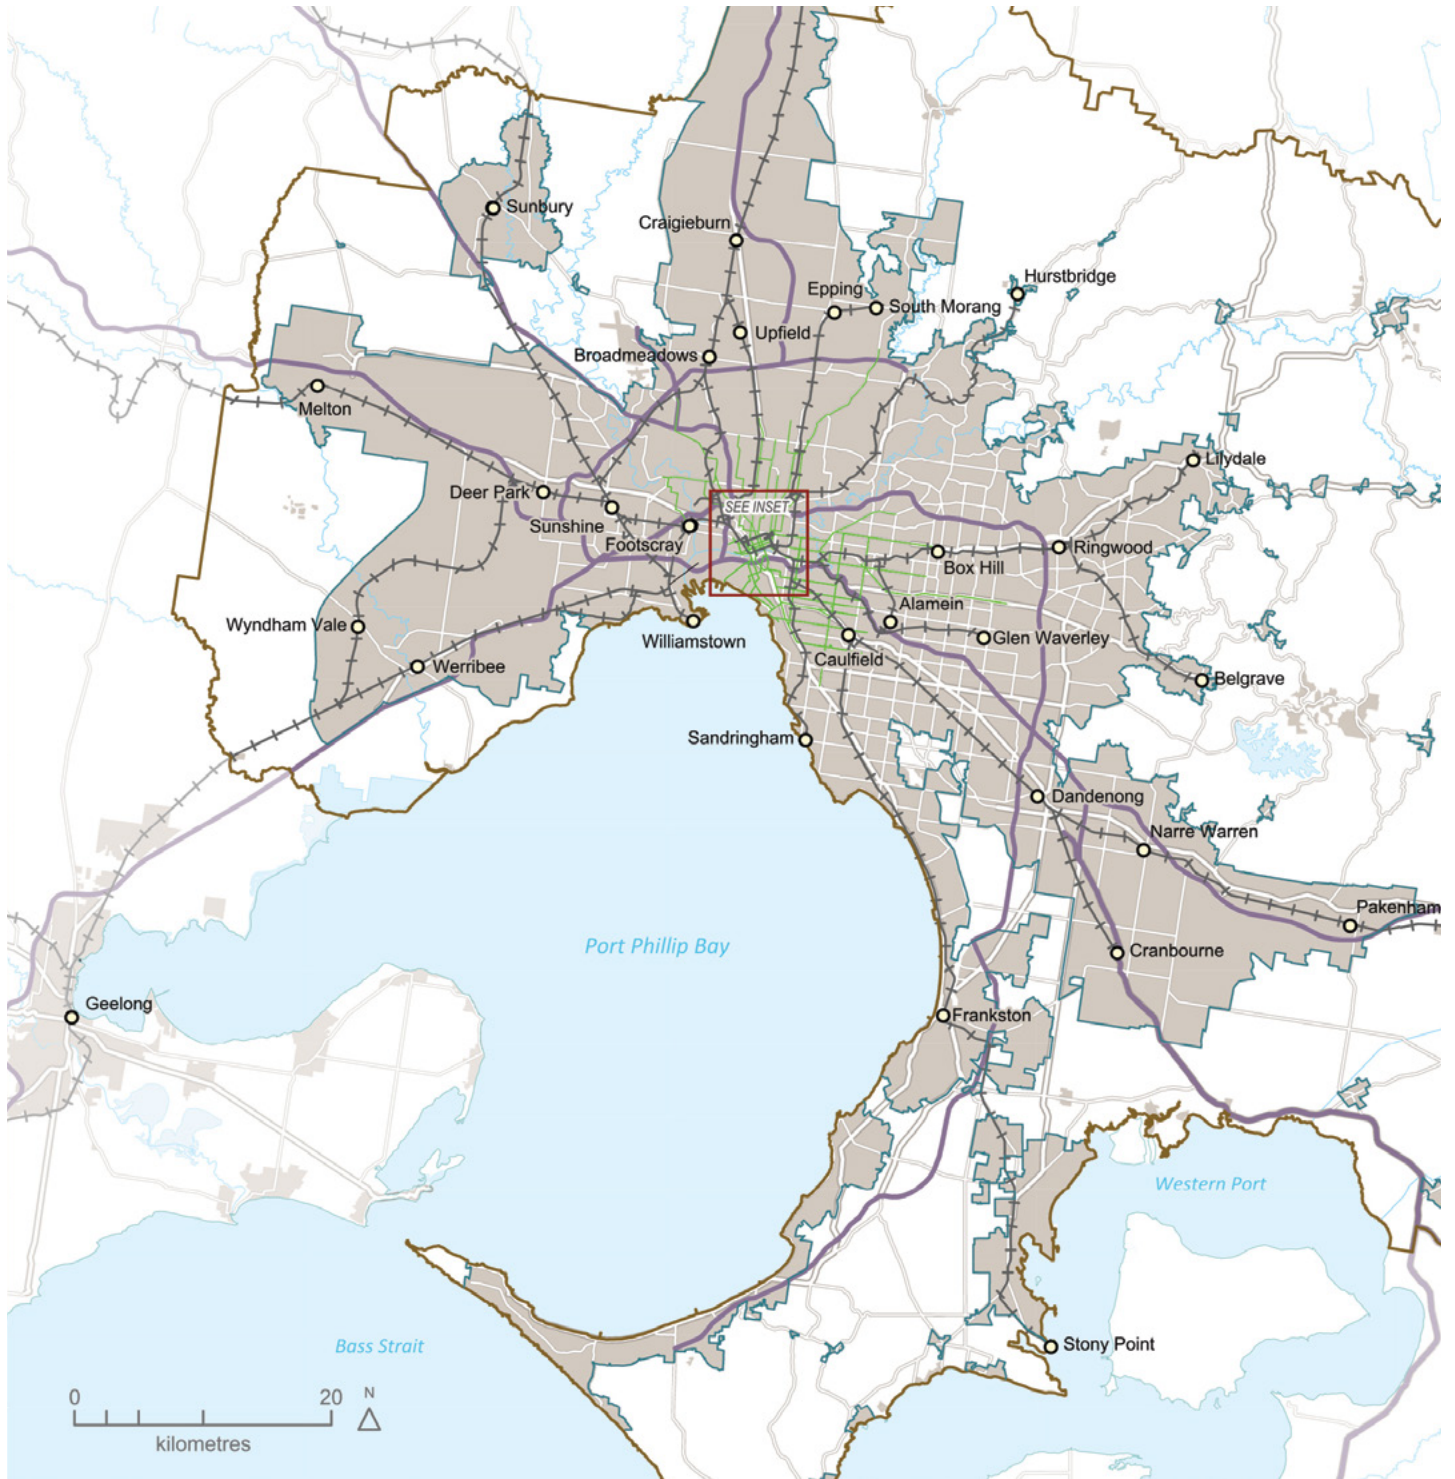 Sunbury
Craigieburn
Hurstbridge
Epping
South Morang
Upfield
Broadmeadows
Melton
Lilydale
Deer Park
SEE INSET
Sunshine
Footscray
Ringwood
Box Hill
Alamein
Wyndham Vale
Williamstown
Glen Waverley
Caulfield
Werribee
Belgrave
Sandringham
Dandenong
Narre Warren
Pakenham
Port Phillip Bay
Cranbourne
Geelong
Frankston
Western Port
Bass Strait
Stony Point
0 20 N
kilometres